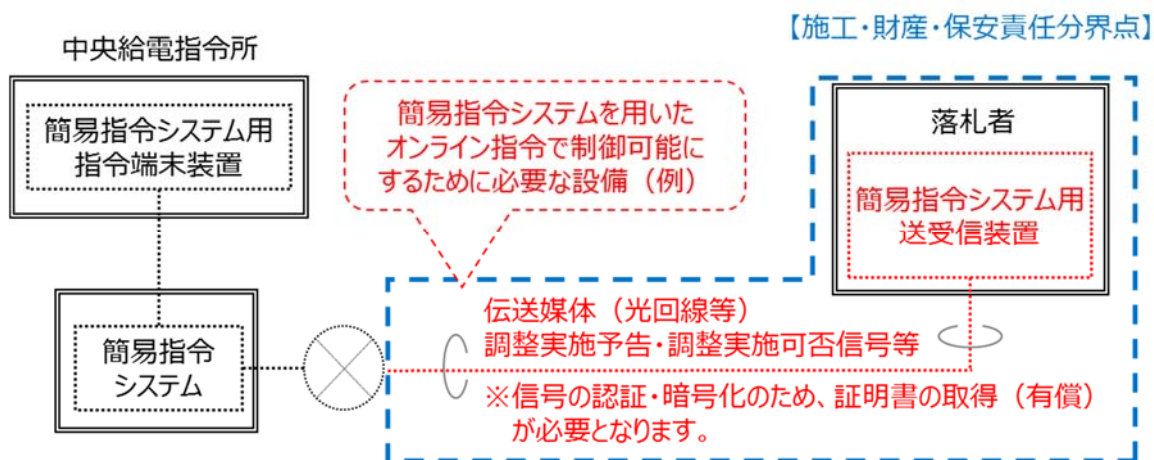 【施工・財産・保安責任分界点】
中央給電指令所
簡易指令システム用
指令端末装置
簡易指令システムを用いた
オンライン指令で制御可能に
するために必要な設備（例）
落札者
簡易指令システム用
送受信装置
簡易指令
システム
伝送媒体（光回線等）
調整実施予告・調整実施可否信号等
※信号の認証・暗号化のため、証明書の取得（有償）
が必要となります。